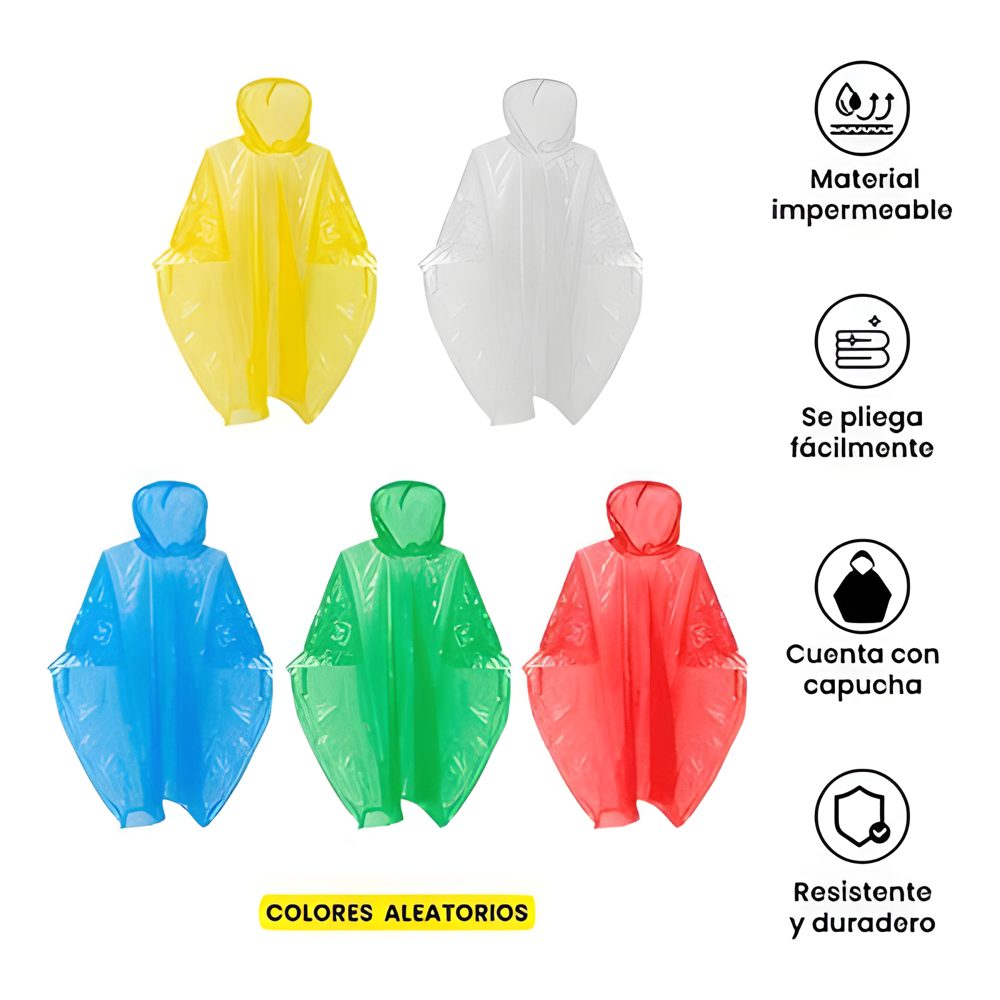 Material
impermeable
Se pliega
fácilmente
Cuenta con
capucha
Resistente
y duradero
COLORES ALEATORIOS